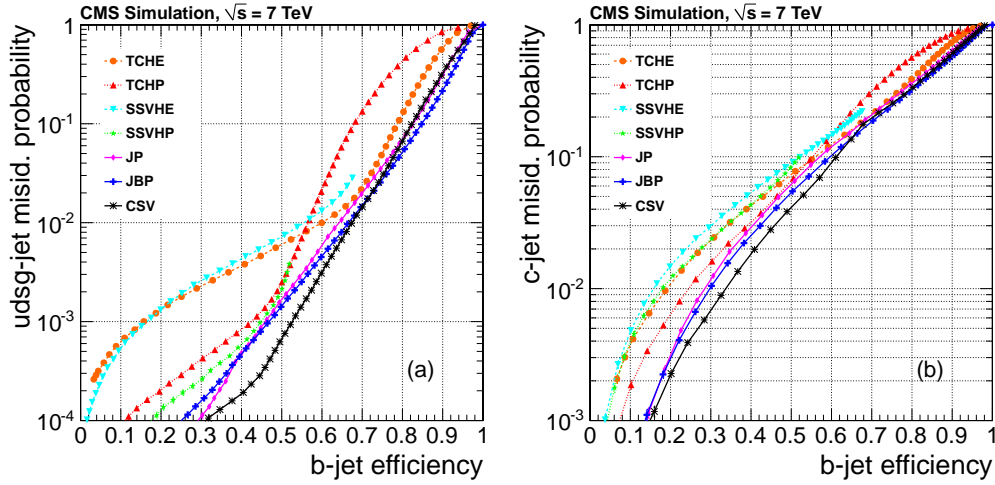 CMS Simulation, √s = 7 TeV
udsg-jet misid. probability
1
10⁻¹
10⁻²
10⁻³
10⁻⁴
TCHE
TCHP
SSVHE
SSVHP
JP
JBP
CSV
(a)
0 0.1 0.2 0.3 0.4 0.5 0.6 0.7 0.8 0.9 1
b-jet efficiency
CMS Simulation, √s = 7 TeV
c-jet misid. probability
1
10⁻¹
10⁻²
10⁻³
TCHE
TCHP
SSVHE
SSVHP
JP
JBP
CSV
(b)
0 0.1 0.2 0.3 0.4 0.5 0.6 0.7 0.8 0.9 1
b-jet efficiency